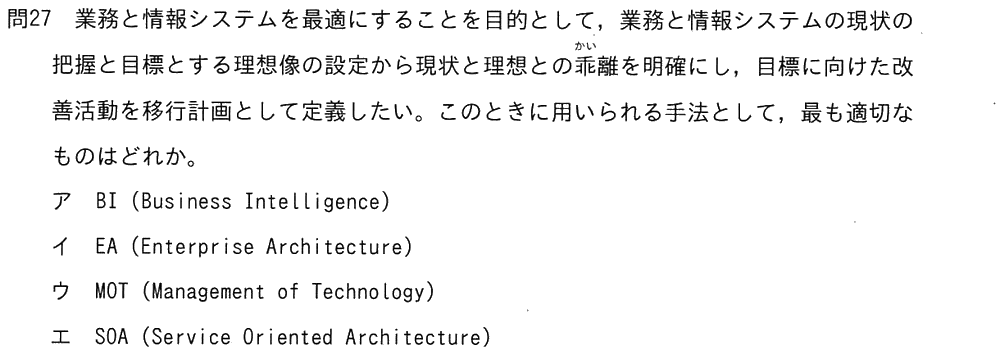 問27 業務と情報システムを最適にすることを目的として，業務と情報システムの現状の
かい
把握と目標とする理想像の設定から現状と理想との乖離を明確にし，目標に向けた改
善活動を移行計画として定義したい。このときに用いられる手法として，最も適切な
ものはどれか。
ア BI (Business Intelligence)
イ EA (Enterprise Architecture)
ウ MOT (Management of Technology)
エ SOA (Service Oriented Architecture)